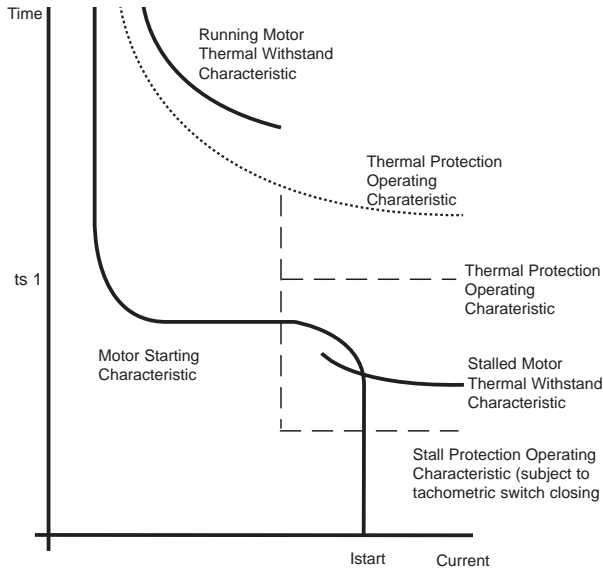 Time
Running Motor
Thermal Withstand
Characteristic
Thermal Protection
Operating
Charateristic
ts 1
Thermal Protection
Operating
Charateristic
Motor Starting
Characteristic
Stalled Motor
Thermal Withstand
Characteristic
Stall Protection Operating
Characteristic (subject to
tachometric switch closing
Istart
Current